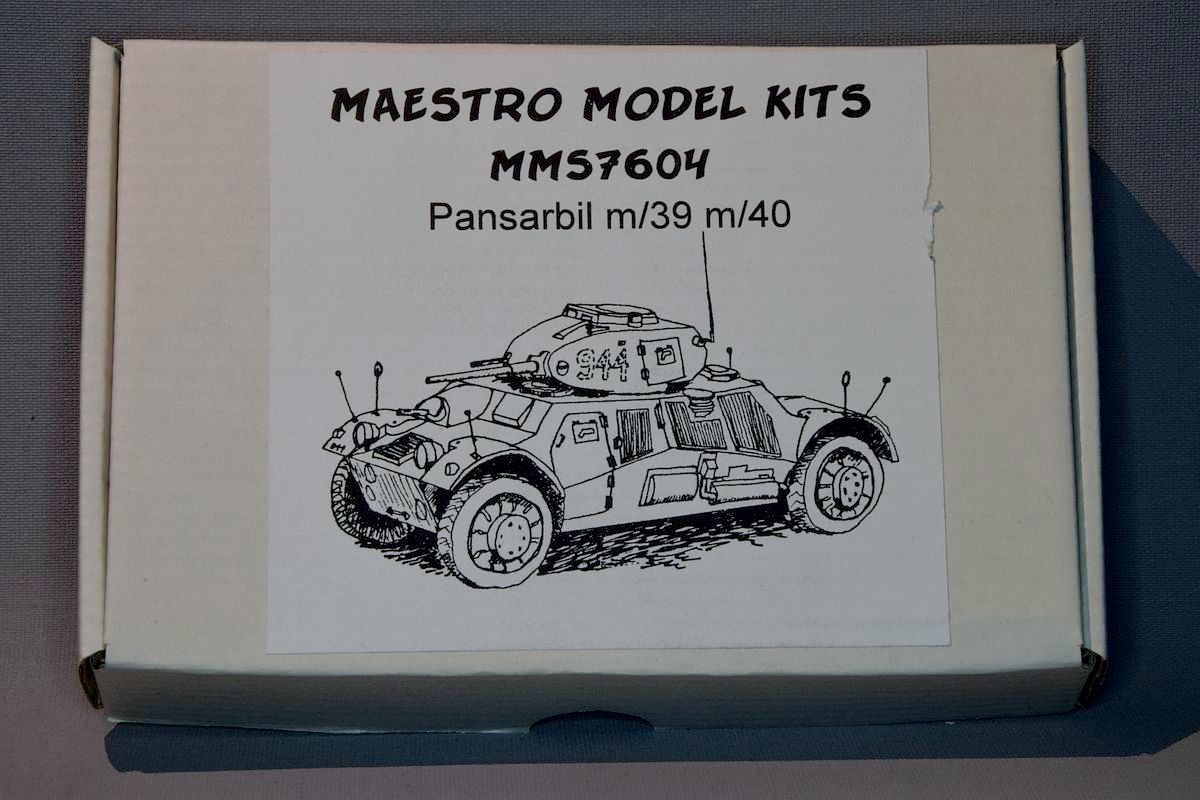 MAESTRO MODEL KITS
MMS7604
Pansarbil m/39 m/40
944